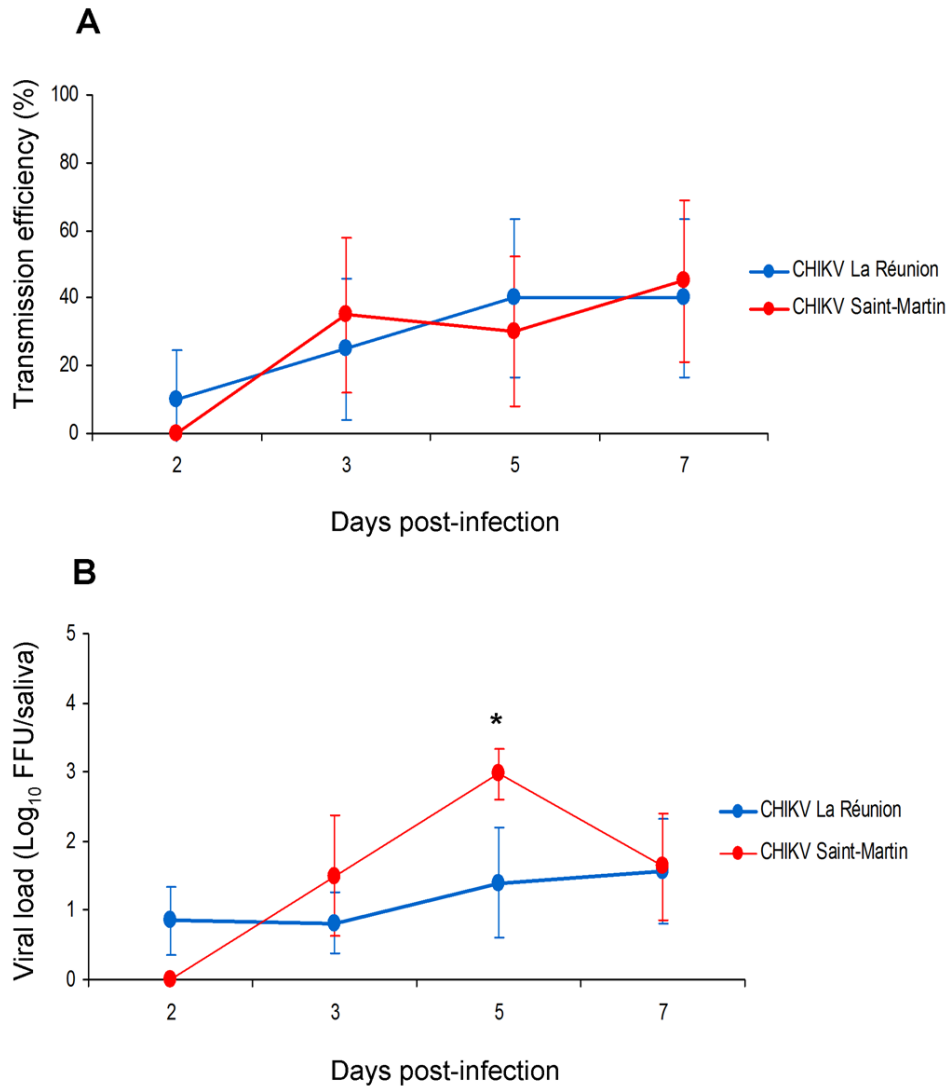 A
Transmission efficiency (%)
100
80
60
40
20
0
2 3 5 7
Days post-infection
CHIKV La Réunion
CHIKV Saint-Martin
B
Viral load (Log₁₀ FFU/saliva)
5
4
3
2
1
0
*
2 3 5 7
Days post-infection
CHIKV La Réunion
CHIKV Saint-Martin